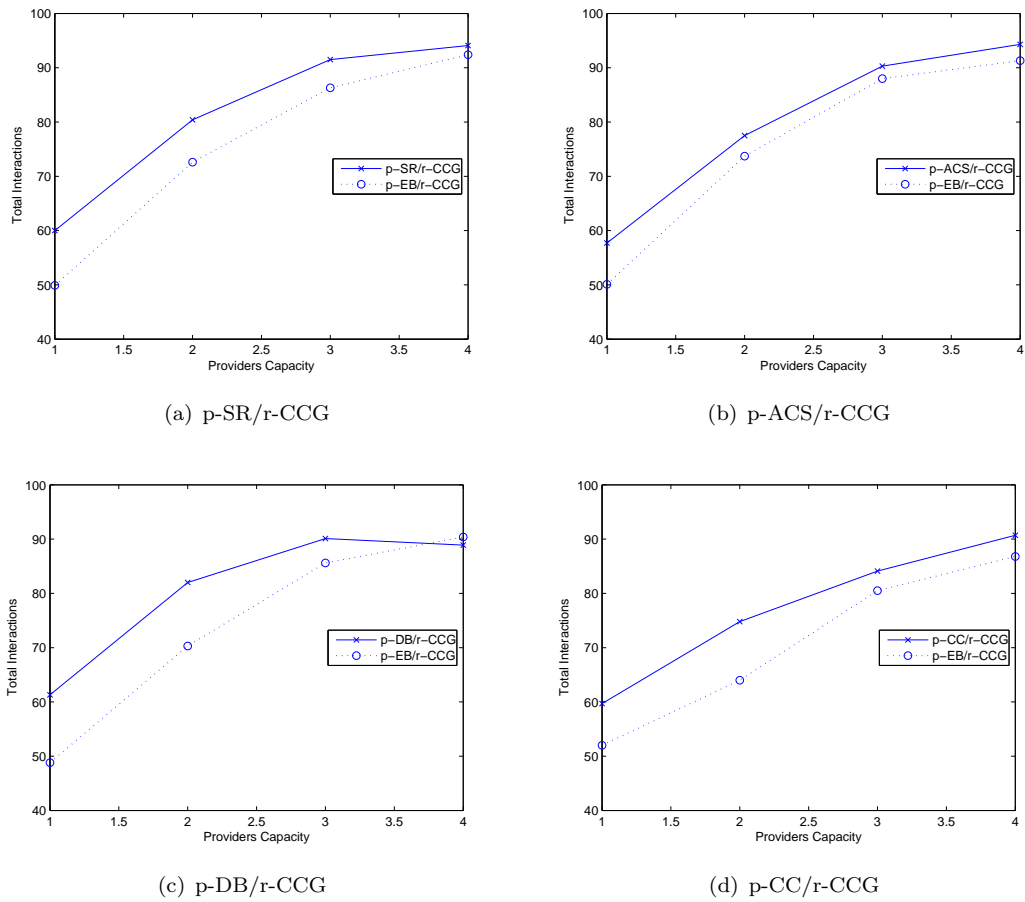 100
90
80
70
60
50
40
Total Interactions
p−SR/r−CCG
p−EB/r−CCG
1 1.5 2 2.5 3 3.5 4
Providers Capacity
(a) p-SR/r-CCG
100
90
80
70
60
50
40
Total Interactions
p−ACS/r−CCG
p−EB/r−CCG
1 1.5 2 2.5 3 3.5 4
Providers Capacity
(b) p-ACS/r-CCG
100
90
80
70
60
50
40
Total Interactions
p−DB/r−CCG
p−EB/r−CCG
1 1.5 2 2.5 3 3.5 4
Providers Capacity
(c) p-DB/r-CCG
100
90
80
70
60
50
40
Total Interactions
p−CC/r−CCG
p−EB/r−CCG
1 1.5 2 2.5 3 3.5 4
Providers Capacity
(d) p-CC/r-CCG